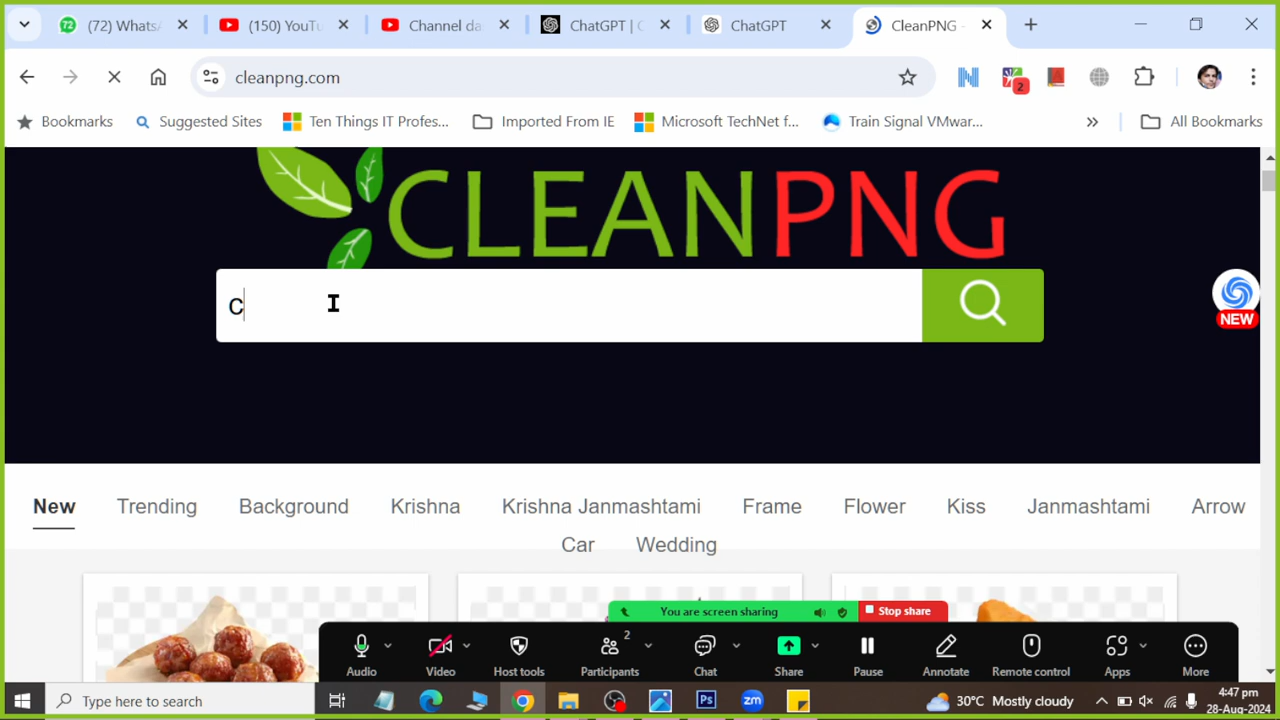 72 (72) WhatsA
(150) YouTu
Channel da
ChatGPT | C
ChatGPT
CleanPNG -
cleanpng.com
2
Bookmarks
Suggested Sites
Ten Things IT Profes...
Imported From IE
Microsoft TechNet f...
Train Signal VMwar...
»
All Bookmarks
CLEANPNG
C
NEW
New
Trending
Background
Krishna
Krishna Janmashtami
Frame
Flower
Kiss
Janmashtami
Arrow
Car
Wedding
You are screen sharing
Stop share
2
Audio
Video
Host tools
Participants
Chat
Share
Pause
Annotate
Remote control
Apps
More
Type here to search
Ps
zm
30°C Mostly cloudy
4:47 pm
28-Aug-2024